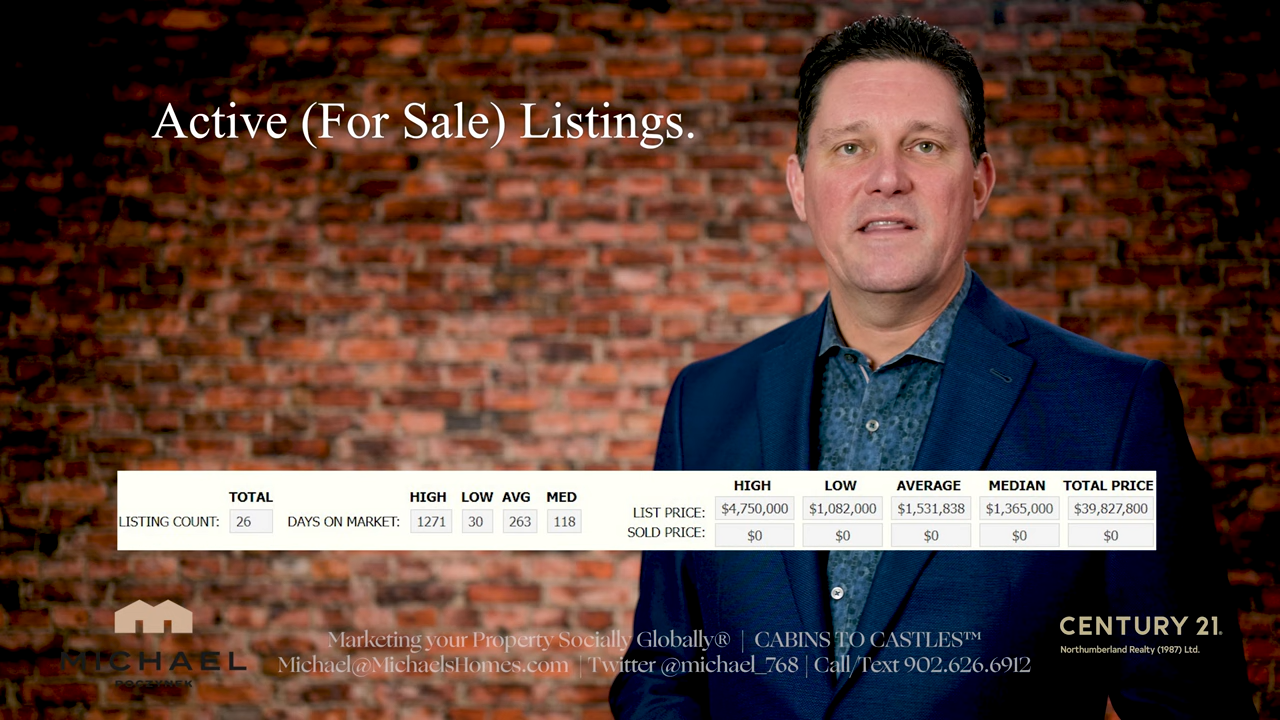 Active (For Sale) Listings.
TOTAL HIGH LOW AVG MED HIGH LOW AVERAGE MEDIAN TOTAL PRICE
LISTING COUNT: 26 DAYS ON MARKET: 1271 30 263 118 LIST PRICE: $4,750,000 $1,082,000 $1,531,838 $1,365,000 $39,827,800
SOLD PRICE: $0 $0 $0 $0 $0
MICHAEL
CENTURY 21.
Northumberland Realty (1987) Ltd.
Marketing your Property Socially Globally® | CABINS TO CASTLES™
Michael@MichaelsHomes.com | Twitter @michael_768 | Call/Text 902.626.6912